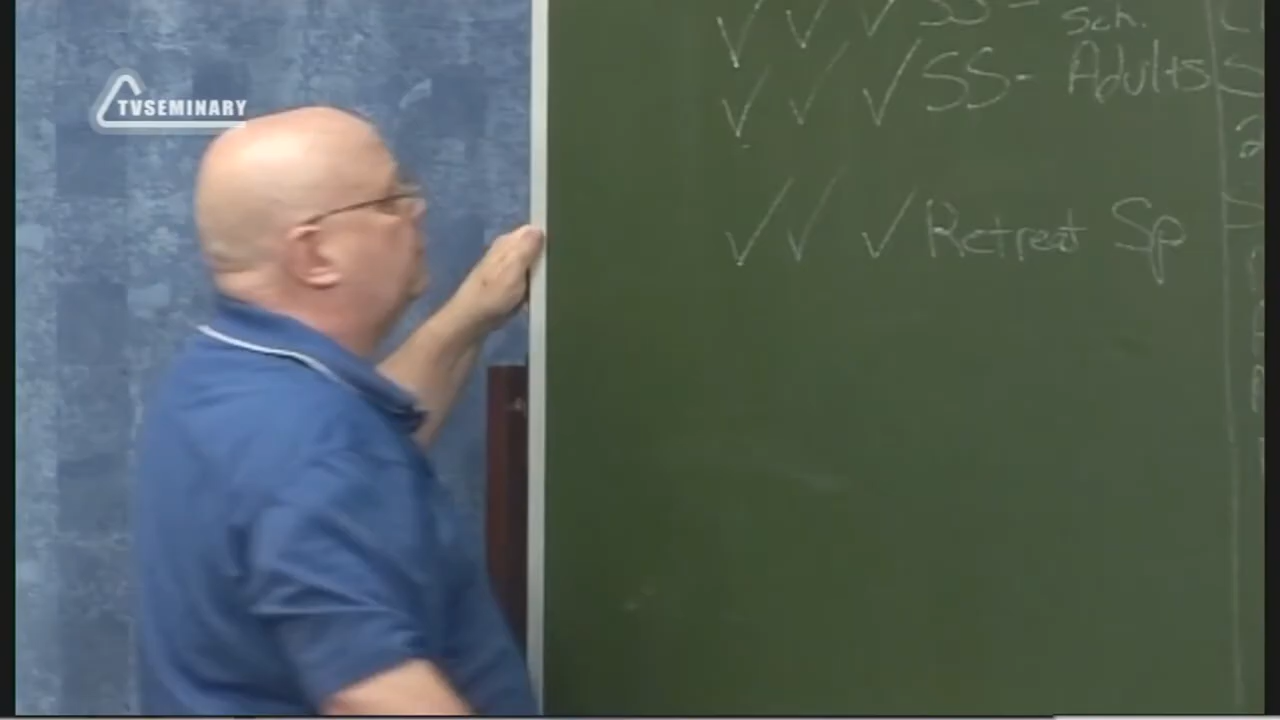 TVSEMINARY
✓ ✓ ✓ SS - Sch.
✓ ✓ ✓ SS- Adults
✓ ✓ ✓ Retreat Sp